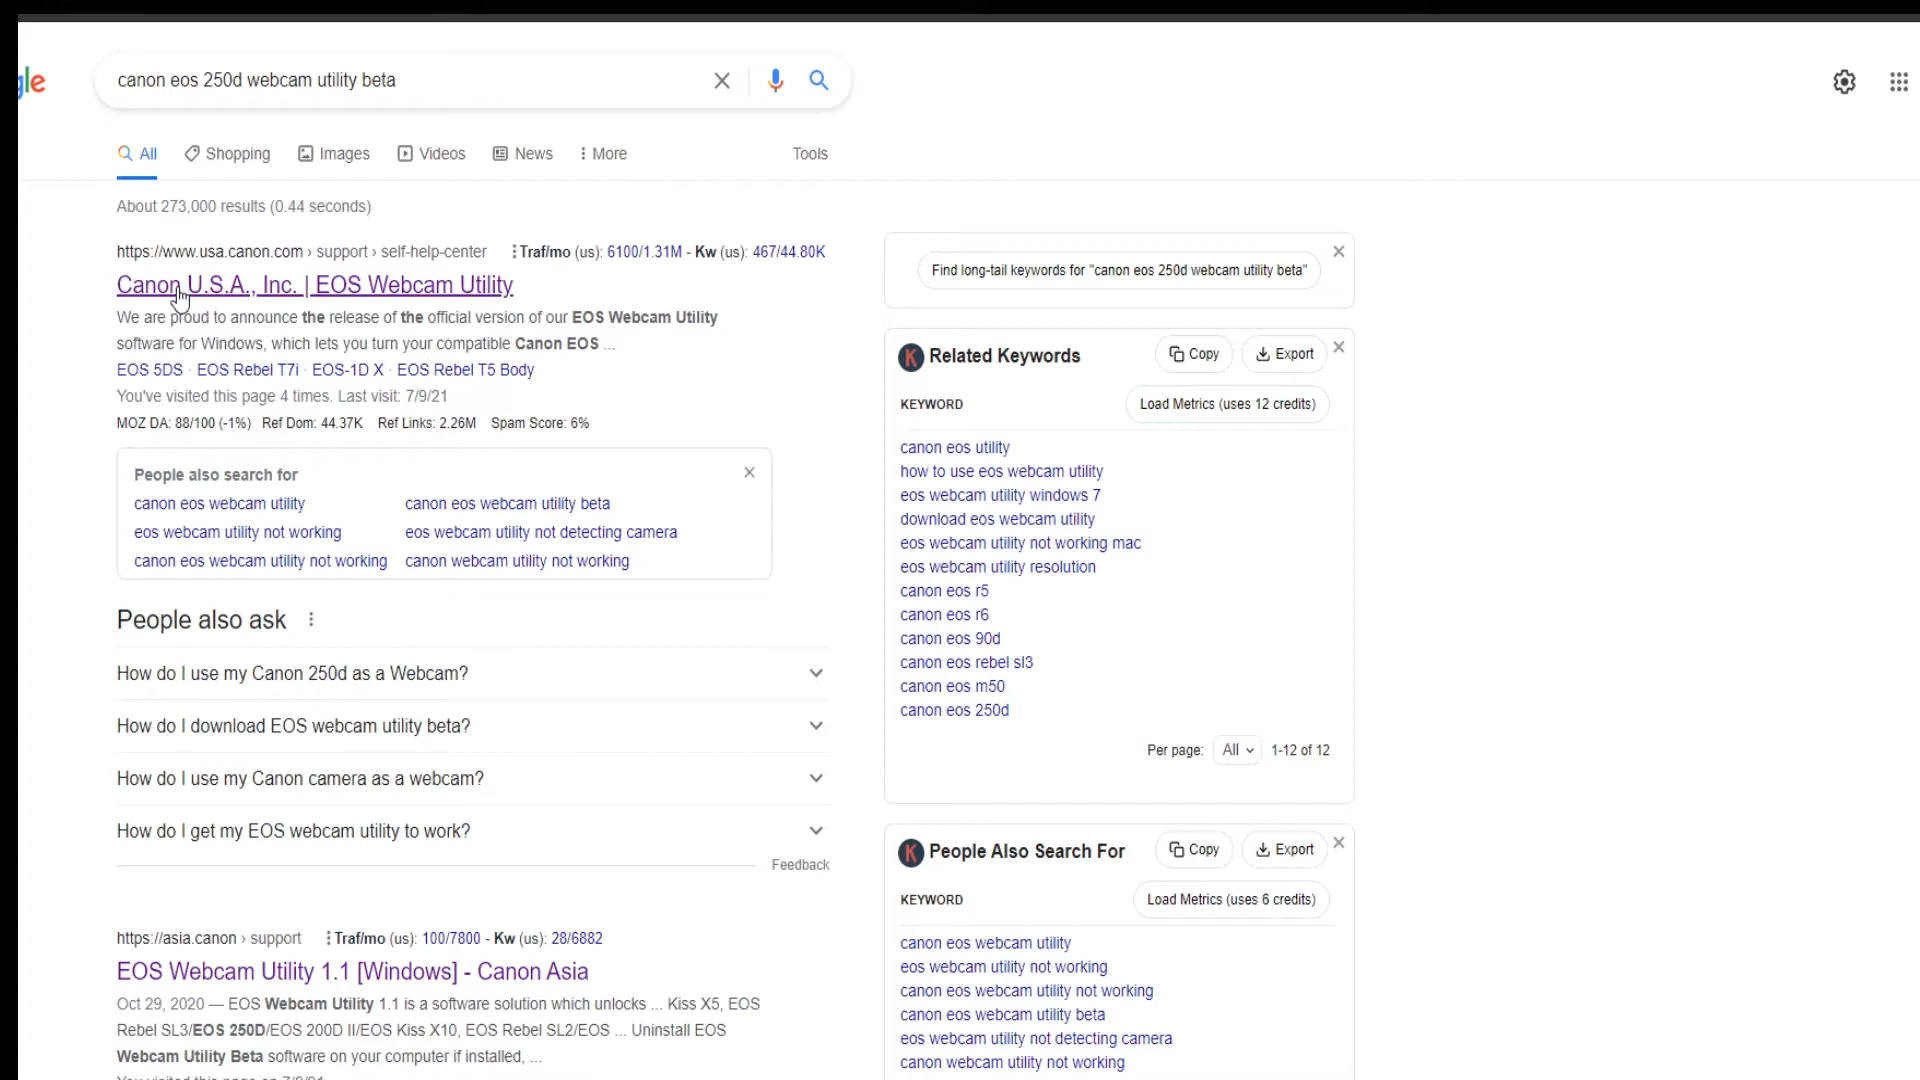 gle
canon eos 250d webcam utility beta
All
Shopping
Images
Videos
News
More
Tools
About 273,000 results (0.44 seconds)
https://www.usa.canon.com › support › self-help-center
Traf/mo (us): 6100/1.31M - Kw (us): 467/44.80K
Canon U.S.A., Inc. | EOS Webcam Utility
We are proud to announce the release of the official version of our EOS Webcam Utility
software for Windows, which lets you turn your compatible Canon EOS ...
EOS 5DS · EOS Rebel T7i · EOS-1D X · EOS Rebel T5 Body
You've visited this page 4 times. Last visit: 7/9/21
MOZ DA: 88/100 (-1%) Ref Dom: 44.37K Ref Links: 2.26M Spam Score: 6%
People also search for
canon eos webcam utility
canon eos webcam utility beta
eos webcam utility not working
eos webcam utility not detecting camera
canon eos webcam utility not working
canon webcam utility not working
People also ask
How do I use my Canon 250d as a Webcam?
How do I download EOS webcam utility beta?
How do I use my Canon camera as a webcam?
How do I get my EOS webcam utility to work?
Feedback
https://asia.canon › support
Traf/mo (us): 100/7800 - Kw (us): 28/6882
EOS Webcam Utility 1.1 [Windows] - Canon Asia
Oct 29, 2020 — EOS Webcam Utility 1.1 is a software solution which unlocks ... Kiss X5, EOS
Rebel SL3/EOS 250D/EOS 200D II/EOS Kiss X10, EOS Rebel SL2/EOS ... Uninstall EOS
Webcam Utility Beta software on your computer if installed, ...
You visited this page on 7/9/21.
Find long-tail keywords for "canon eos 250d webcam utility beta"
K
Related Keywords
Copy
Export
KEYWORD
Load Metrics (uses 12 credits)
canon eos utility
how to use eos webcam utility
eos webcam utility windows 7
download eos webcam utility
eos webcam utility not working mac
eos webcam utility resolution
canon eos r5
canon eos r6
canon eos 90d
canon eos rebel sl3
canon eos m50
canon eos 250d
Per page: All 1-12 of 12
K
People Also Search For
Copy
Export
KEYWORD
Load Metrics (uses 6 credits)
canon eos webcam utility
eos webcam utility not working
canon eos webcam utility not working
canon eos webcam utility beta
eos webcam utility not detecting camera
canon webcam utility not working